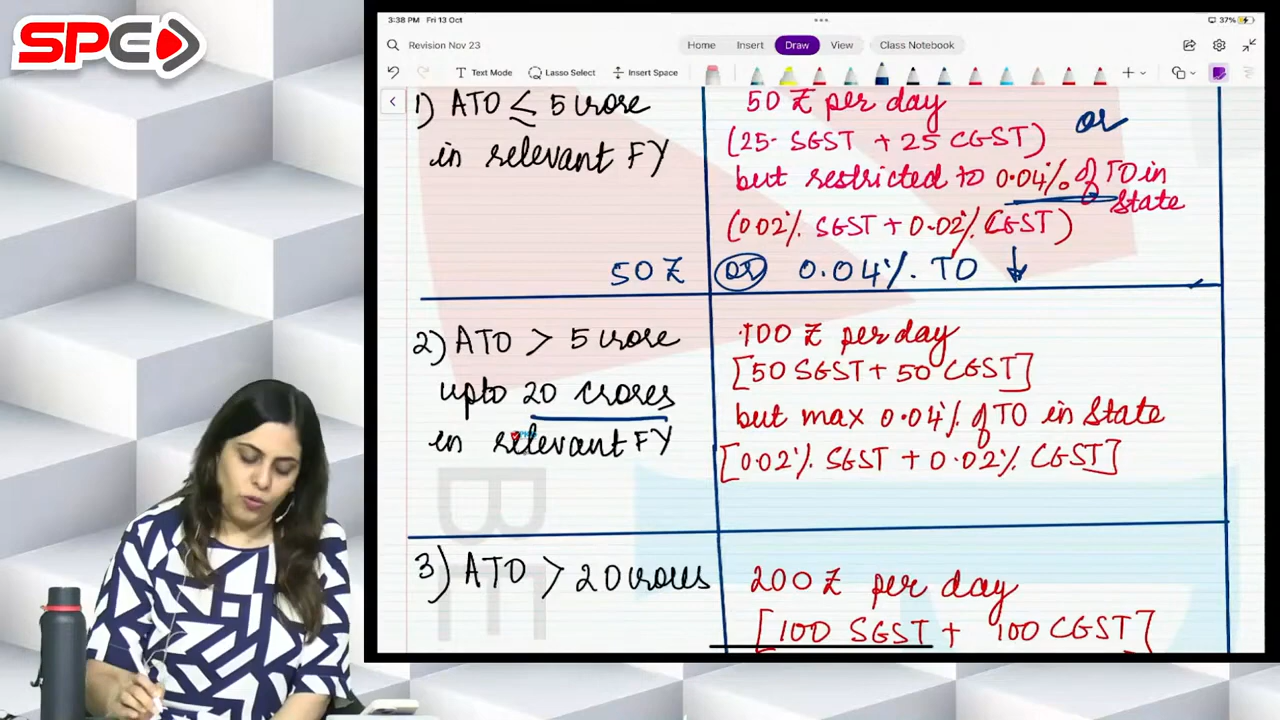 SPE
3:38 PM Fri 13 Oct
37%
Revision Nov 23
Home Insert Draw View Class Notebook
Text Mode Lasso Select Insert Space
1) ATO ≤ 5 crore
in relevant FY
50 ₹ per day
(25 SGST + 25 CGST) or
but restricted to 0.04% of TO in
State
(0.02% SGST + 0.02% CGST)
50 ₹ or 0.04% TO ↓
2) ATO > 5 crore
upto 20 crores
in relevant FY
100 ₹ per day
[50 SGST + 50 CGST]
but max 0.04% of TO in State
[0.02% SGST + 0.02% CGST]
3) ATO > 20 crores
200 ₹ per day
[100 SGST + 100 CGST]
BE